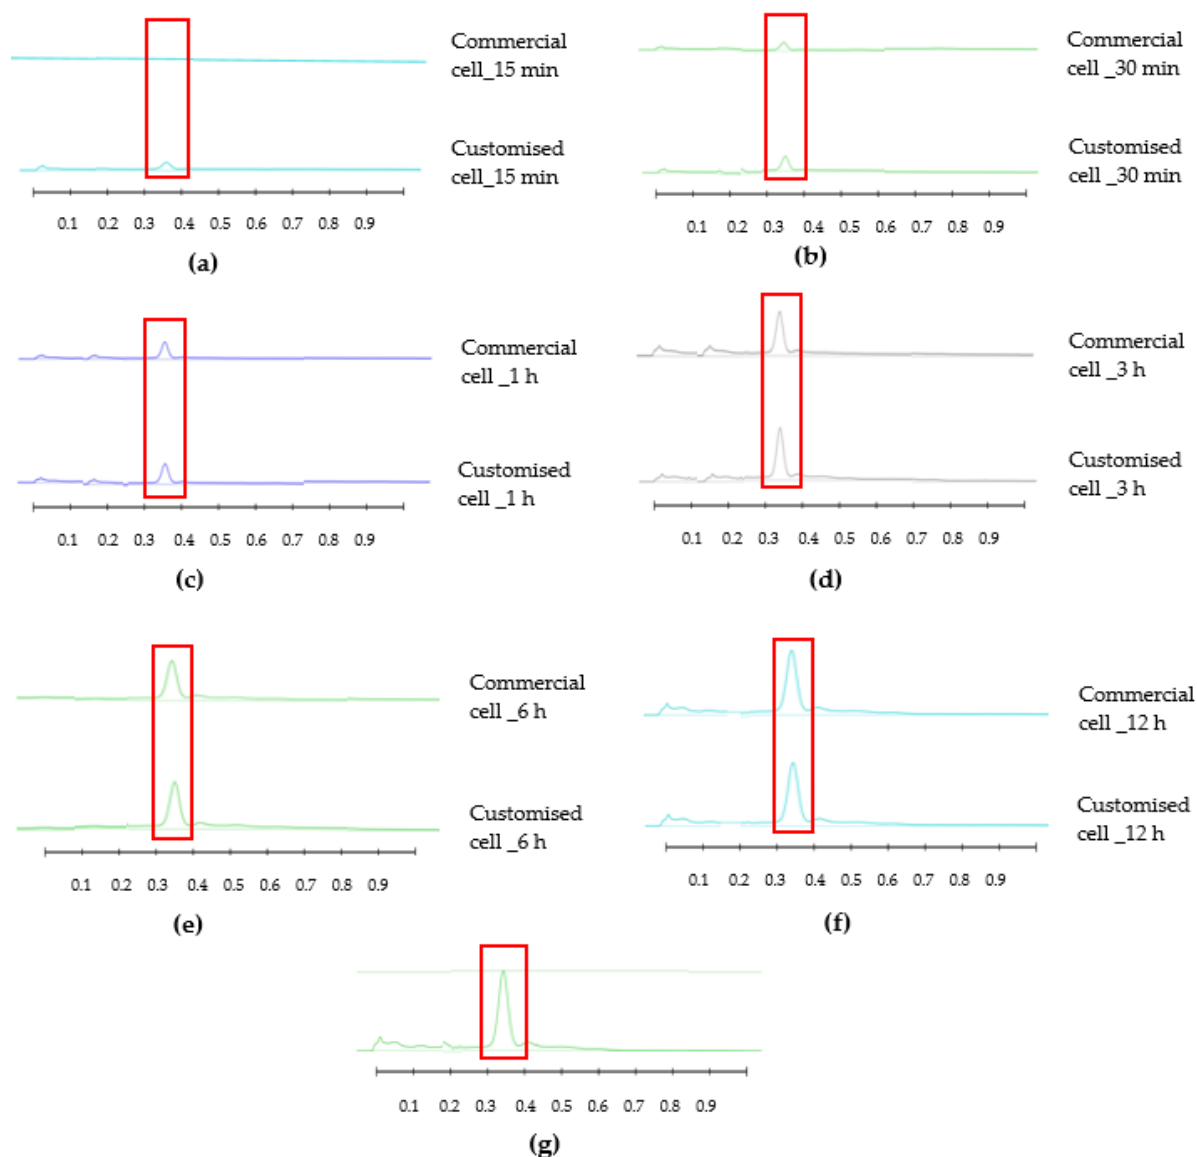 Commercial
cell_15 min
Customised
cell_15 min
0.1 0.2 0.3 0.4 0.5 0.6 0.7 0.8 0.9
(a)
Commercial
cell _30 min
Customised
cell _30 min
0.1 0.2 0.3 0.4 0.5 0.6 0.7 0.8 0.9
(b)
Commercial
cell _1 h
Customised
cell _1 h
0.1 0.2 0.3 0.4 0.5 0.6 0.7 0.8 0.9
(c)
Commercial
cell _3 h
Customised
cell _3 h
0.1 0.2 0.3 0.4 0.5 0.6 0.7 0.8 0.9
(d)
Commercial
cell _6 h
Customised
cell _6 h
0.1 0.2 0.3 0.4 0.5 0.6 0.7 0.8 0.9
(e)
Commercial
cell _12 h
Customised
cell _12 h
0.1 0.2 0.3 0.4 0.5 0.6 0.7 0.8 0.9
(f)
0.1 0.2 0.3 0.4 0.5 0.6 0.7 0.8 0.9
(g)